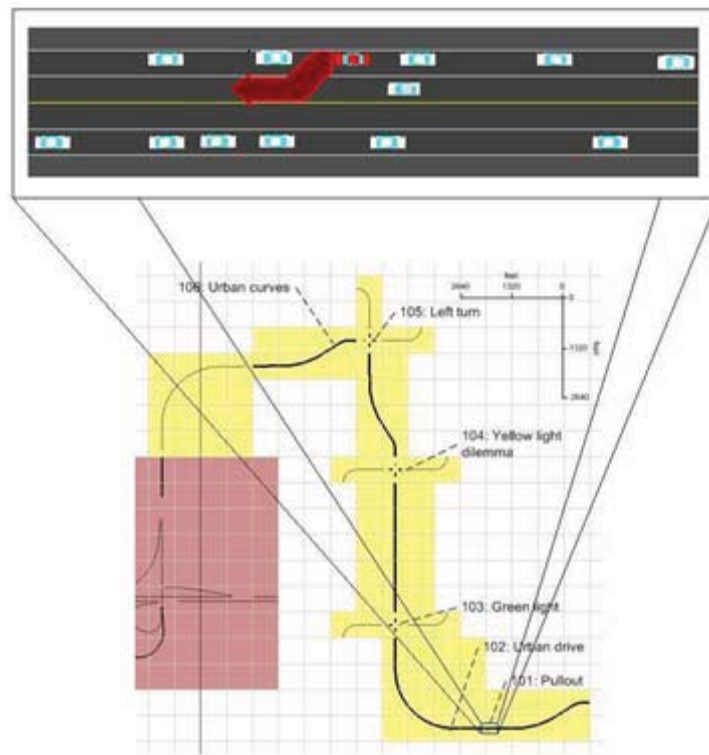 feet
2640 1320 0
0
1320
feet
2640
106: Urban curves
105: Left turn
104: Yellow light
dilemma
103: Green light
102: Urban drive
101: Pullout